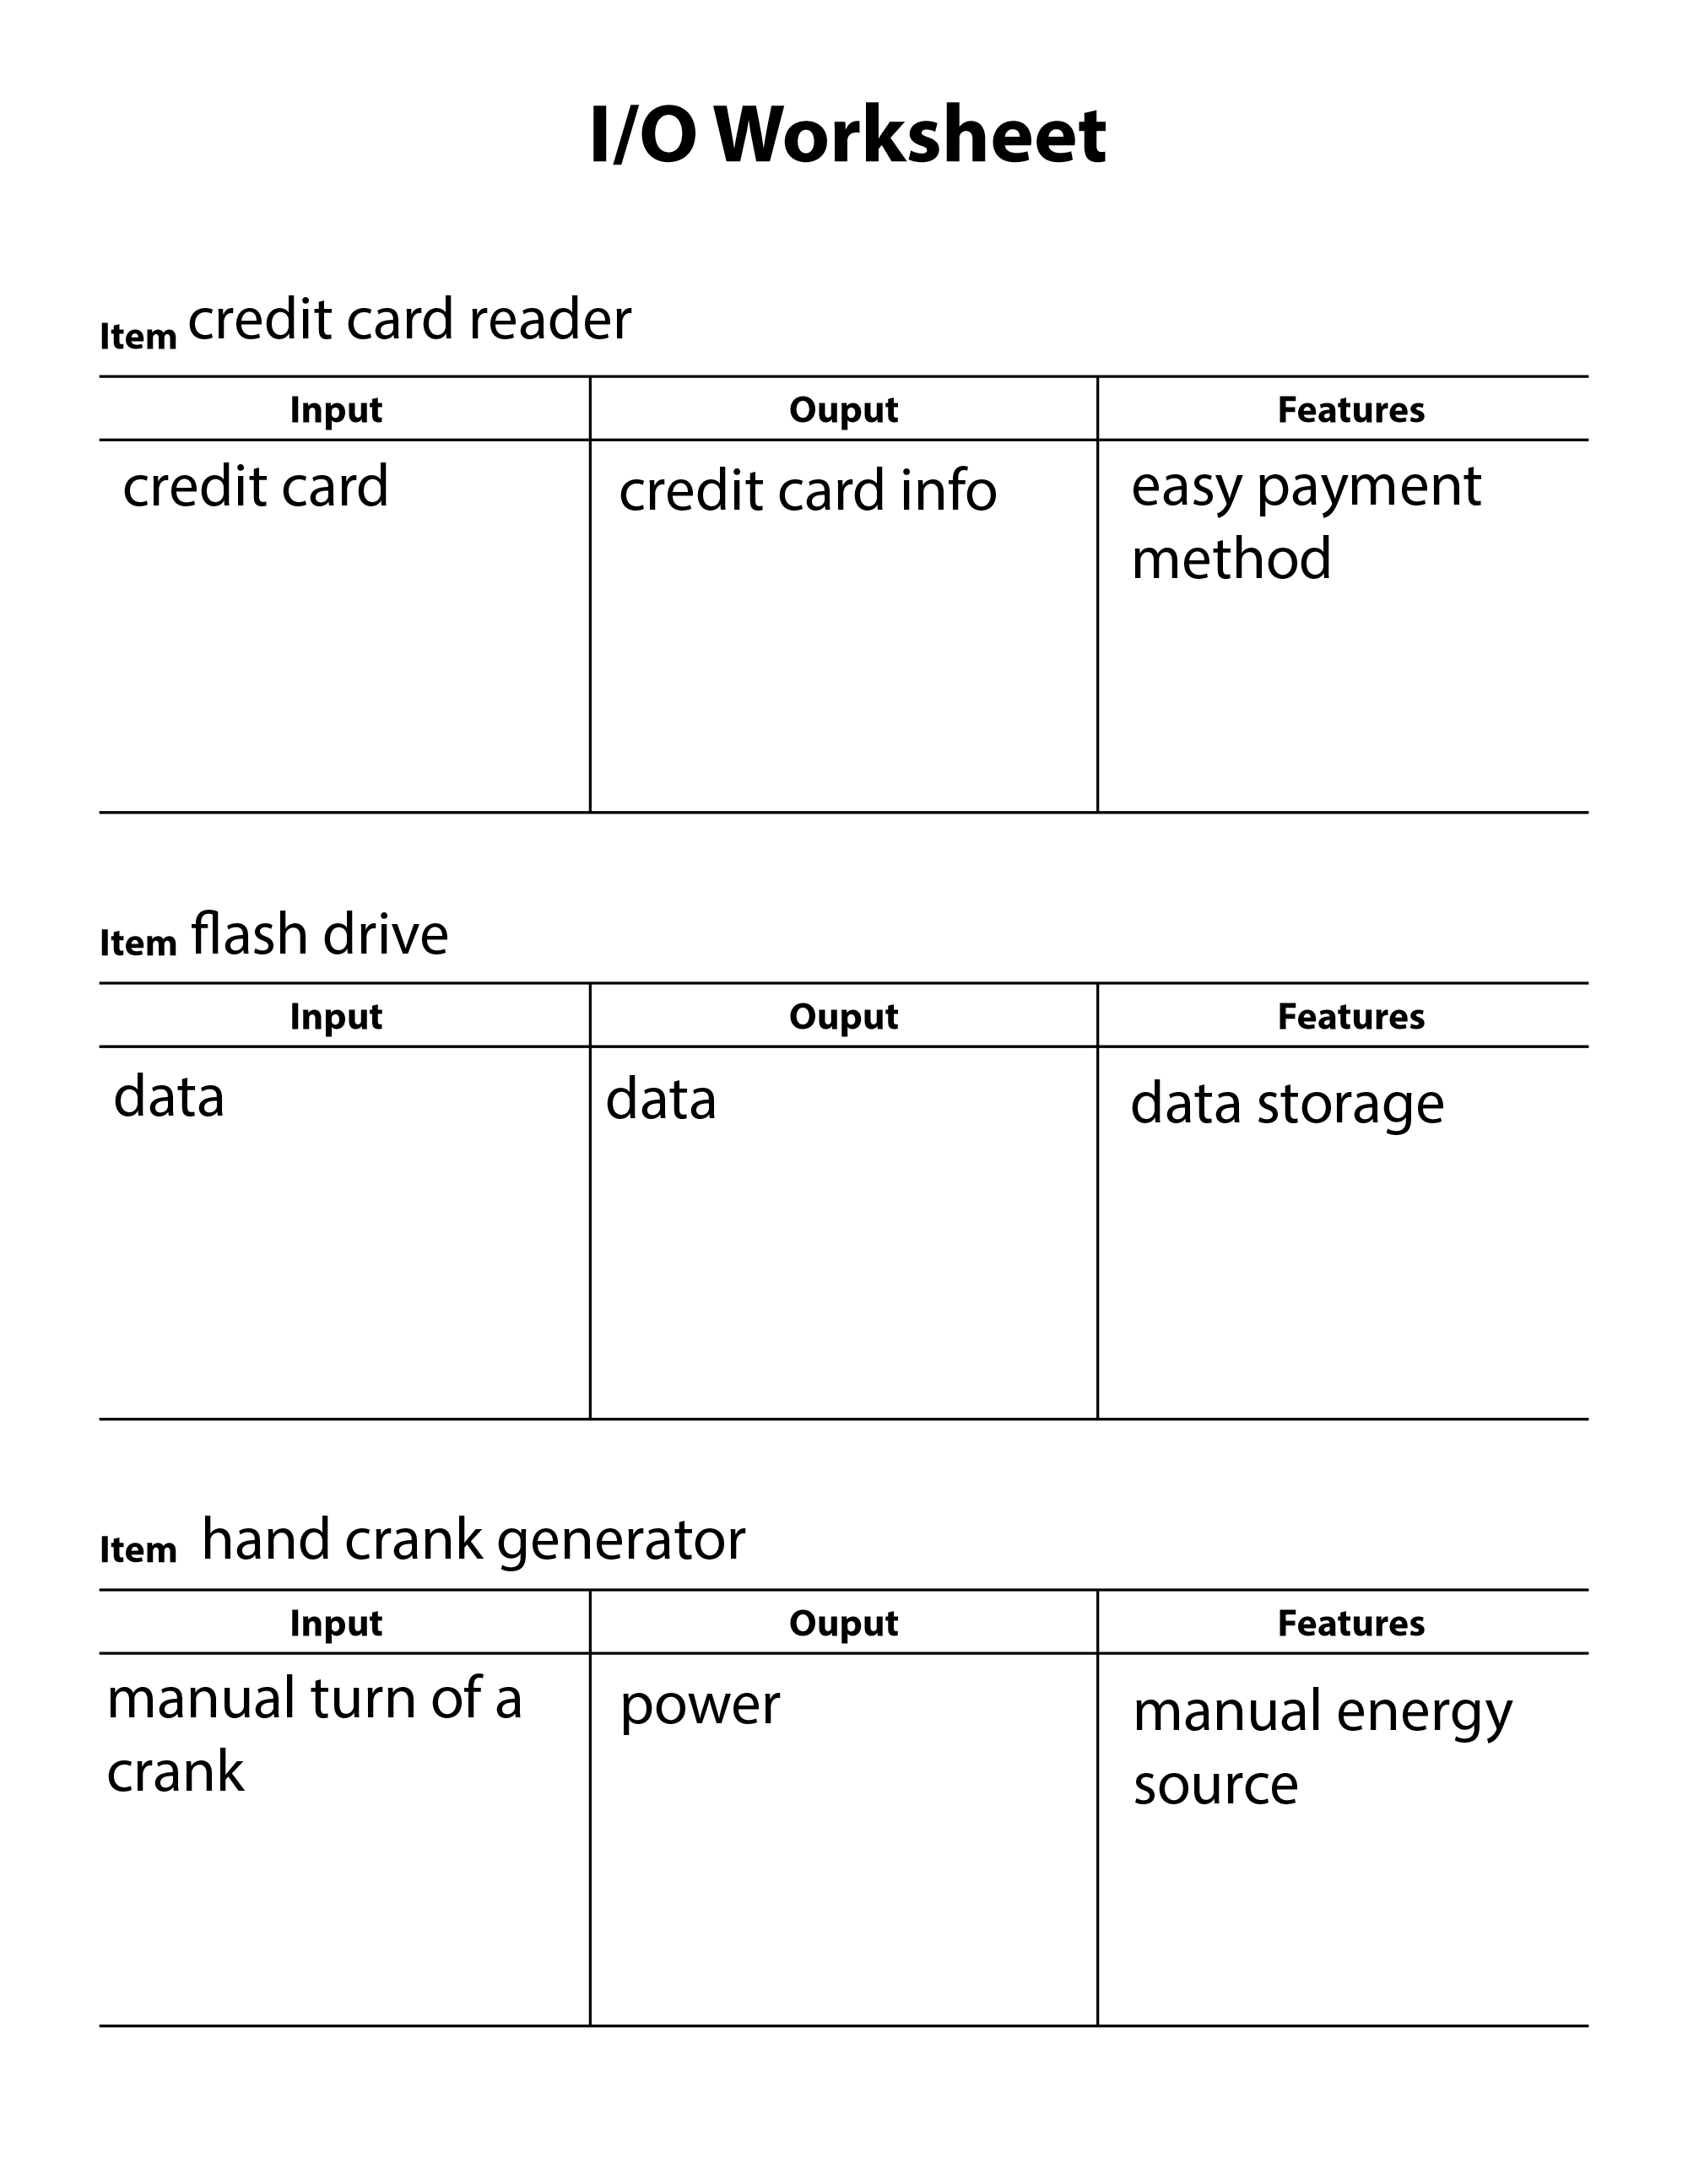 I/O Worksheet
Item credit card reader
Input Ouput Features
credit card credit card info easy payment
method
Item flash drive
Input Ouput Features
data data data storage
Item hand crank generator
Input Ouput Features
manual turn of a power manual energy
crank source